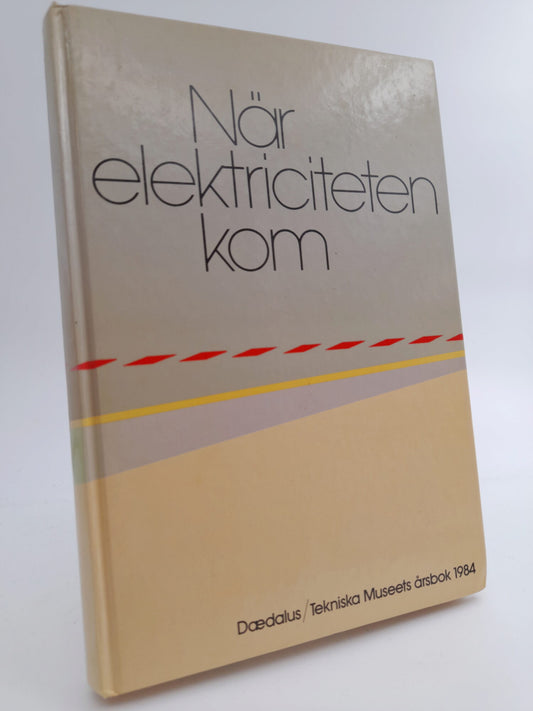 När
elektriciteten
kom
Dædalus/Tekniska Museets årsbok 1984